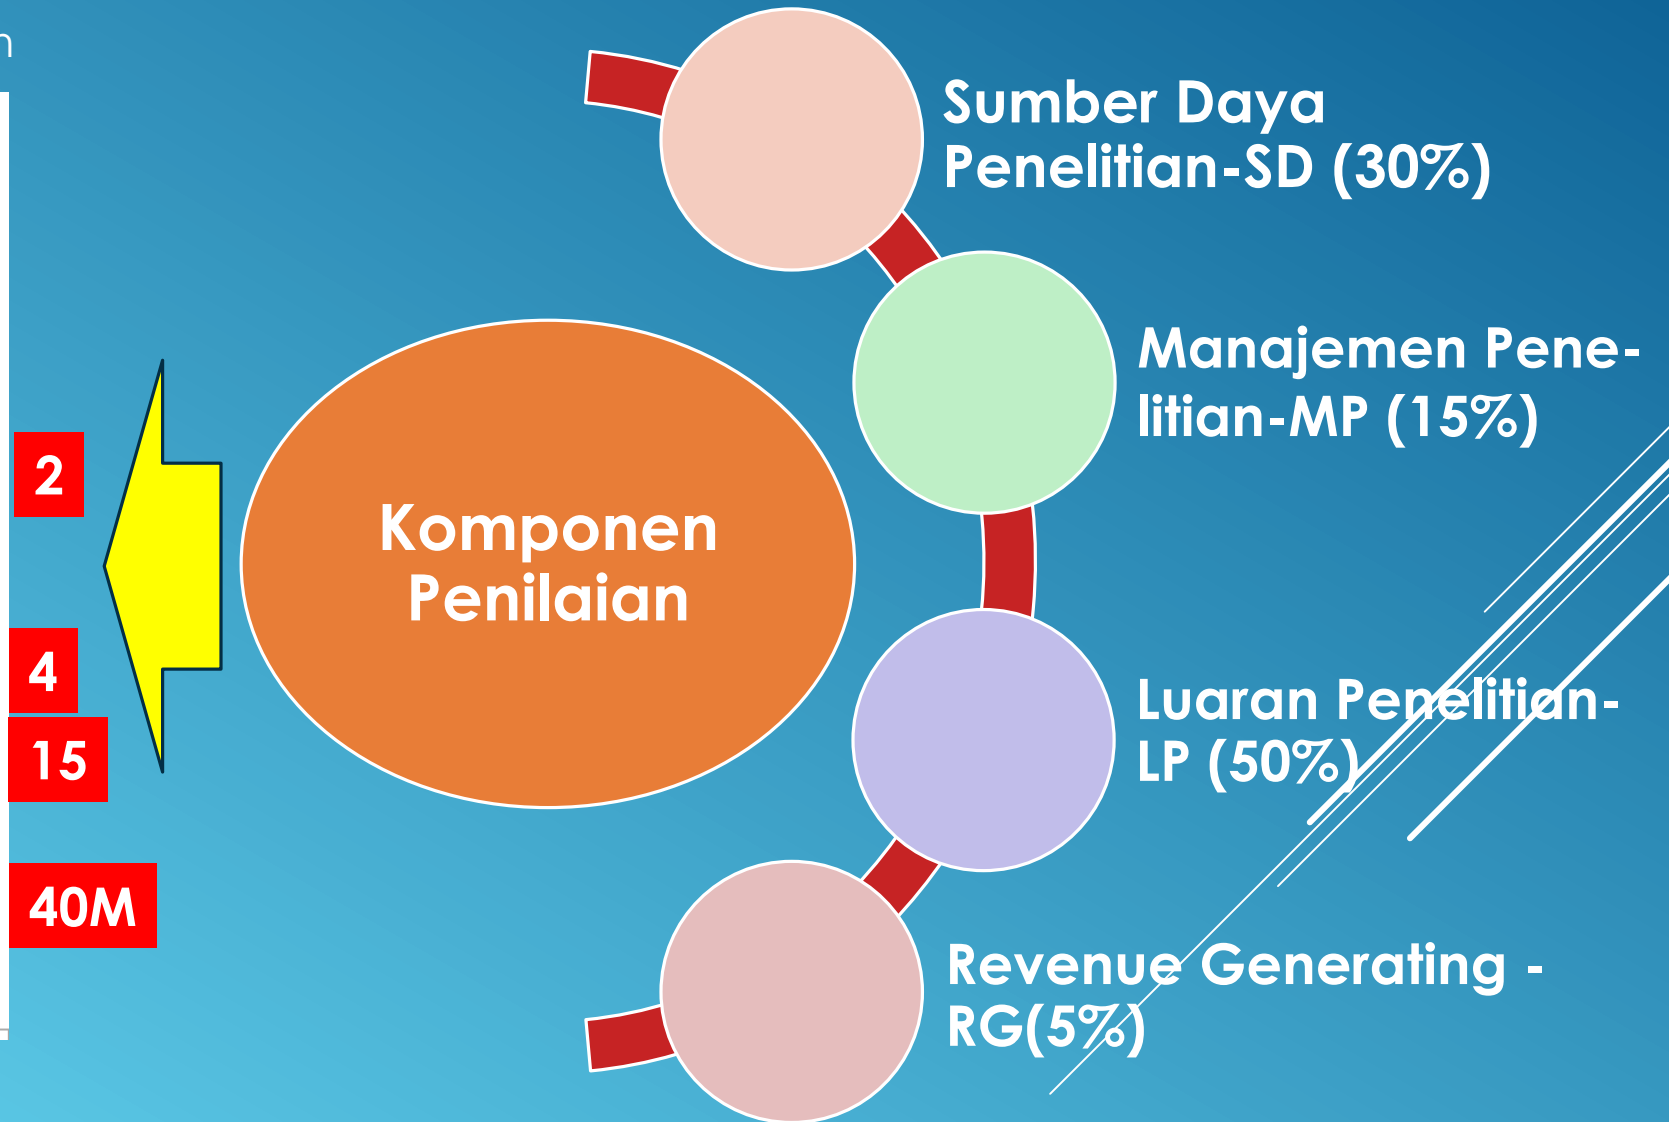 n
2
4
15
40M
Komponen
Penilaian
Sumber Daya
Penelitian-SD (30%)
Manajemen Pene-
litian-MP (15%)
Luaran Penelitian-
LP (50%)
Revenue Generating -
RG(5%)